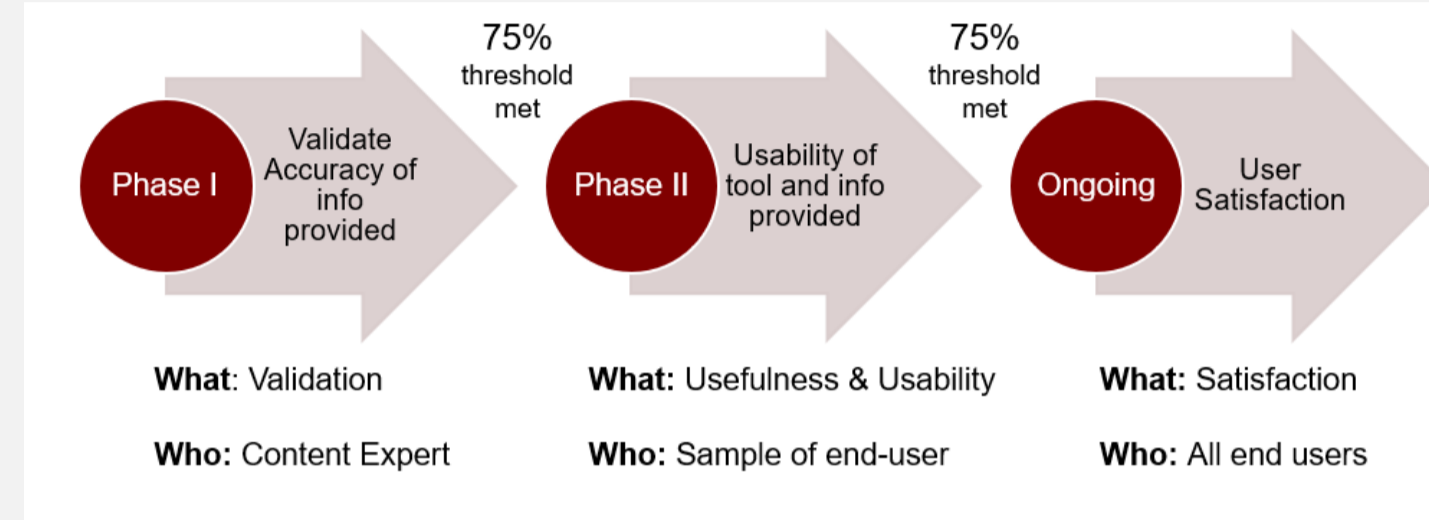 Phase I
Validate
Accuracy of
info
provided
75%
threshold
met
Phase II
Usability of
tool and info
provided
75%
threshold
met
Ongoing
User
Satisfaction
What: Validation
Who: Content Expert
What: Usefulness & Usability
Who: Sample of end-user
What: Satisfaction
Who: All end users